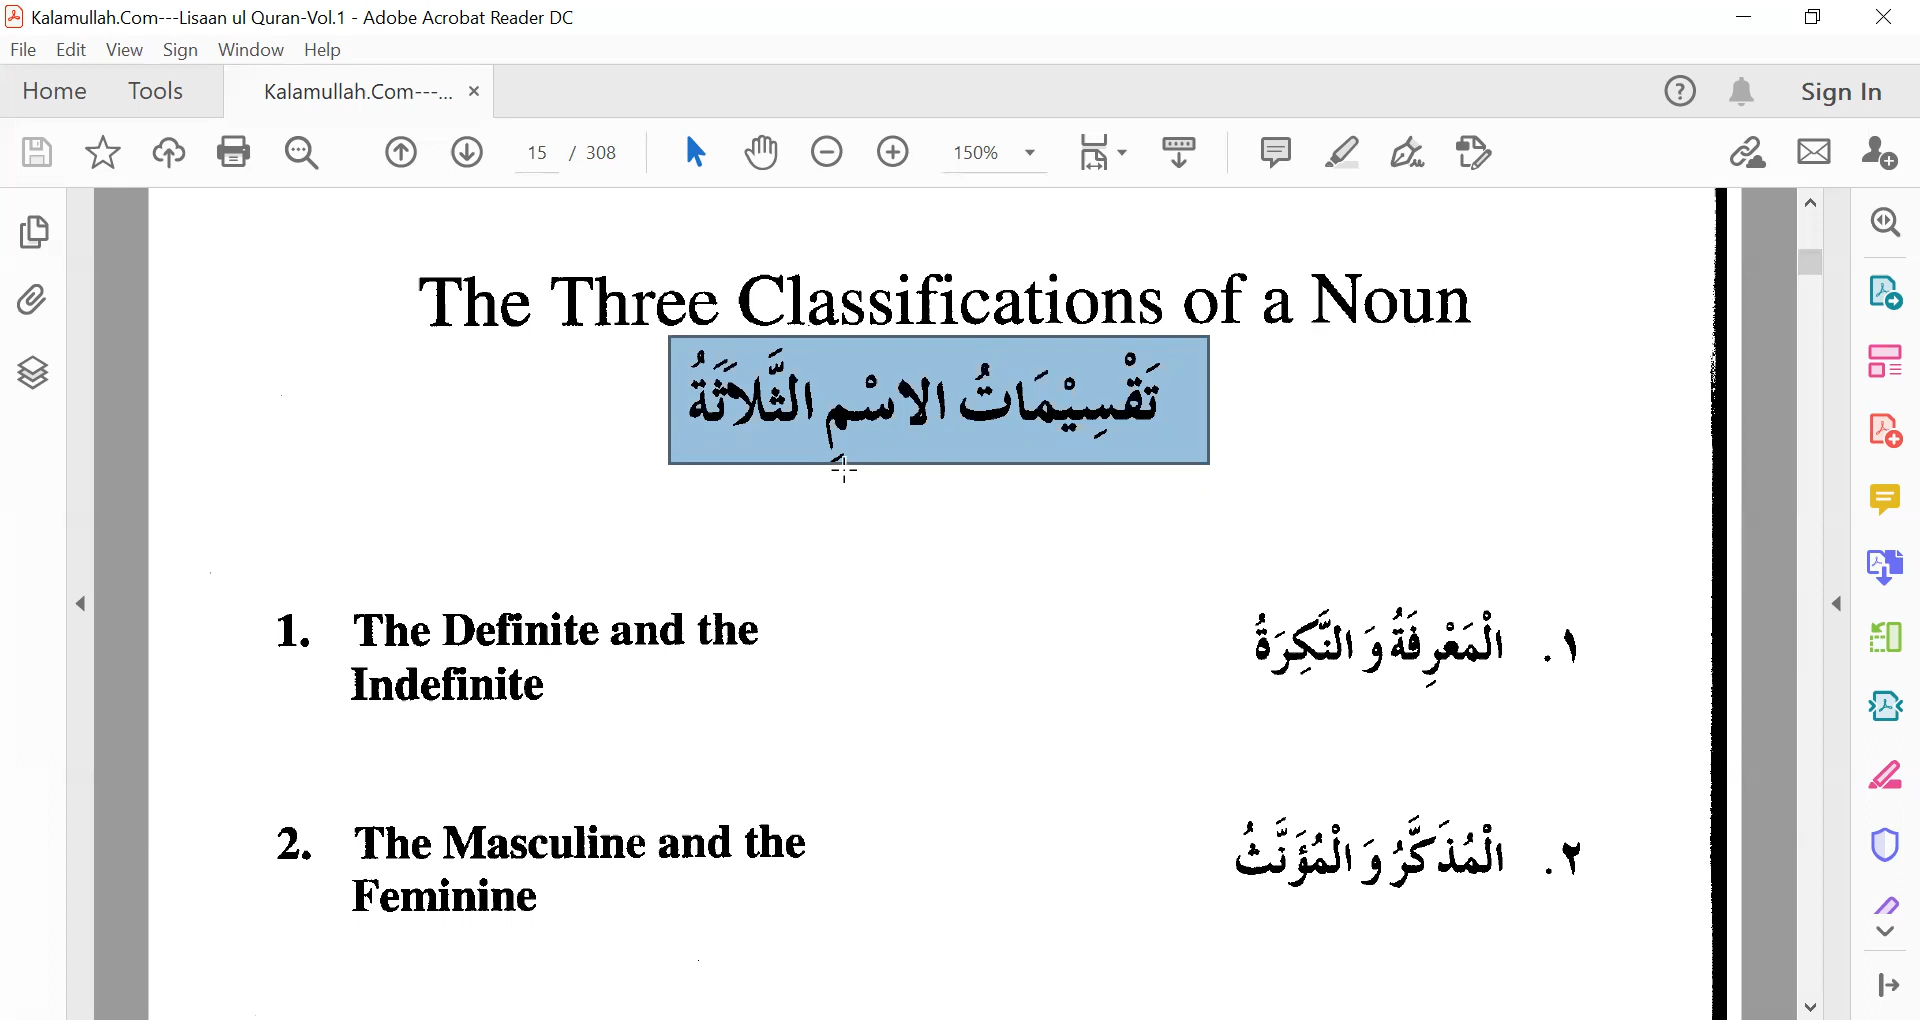 Kalamullah.Com---Lisaan ul Quran-Vol.1 - Adobe Acrobat Reader DC
File Edit View Sign Window Help
Home Tools Kalamullah.Com---... × Sign In
15 / 308 150%
The Three Classifications of a Noun
تَقْسِيْمَاتُ الاسْمِ الثَّلاَثَةُ
1. The Definite and the
Indefinite
١. الْمَعْرِفَةُ وَ النَّكِرَةُ
2. The Masculine and the
Feminine
٢. الْمُذَكَّرُ وَ الْمُؤَنَّثُ